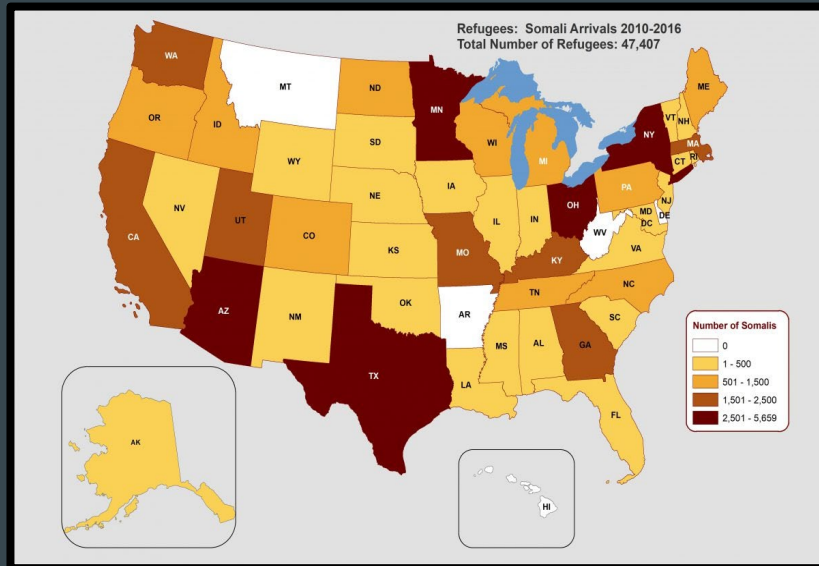 Refugees: Somali Arrivals 2010-2016
Total Number of Refugees: 47,407
WA
MT
ND
MN
ME
OR
ID
WY
SD
WI
MI
VT
NH
NY
MA
CT
RI
NV
UT
CO
NE
IA
IL
IN
OH
PA
NJ
MD
DE
DC
WV
VA
CA
KS
MO
KY
AZ
NM
OK
AR
TN
NC
SC
TX
LA
MS
AL
GA
FL
AK
HI
Number of Somalis
0
1 - 500
501 - 1,500
1,501 - 2,500
2,501 - 5,659